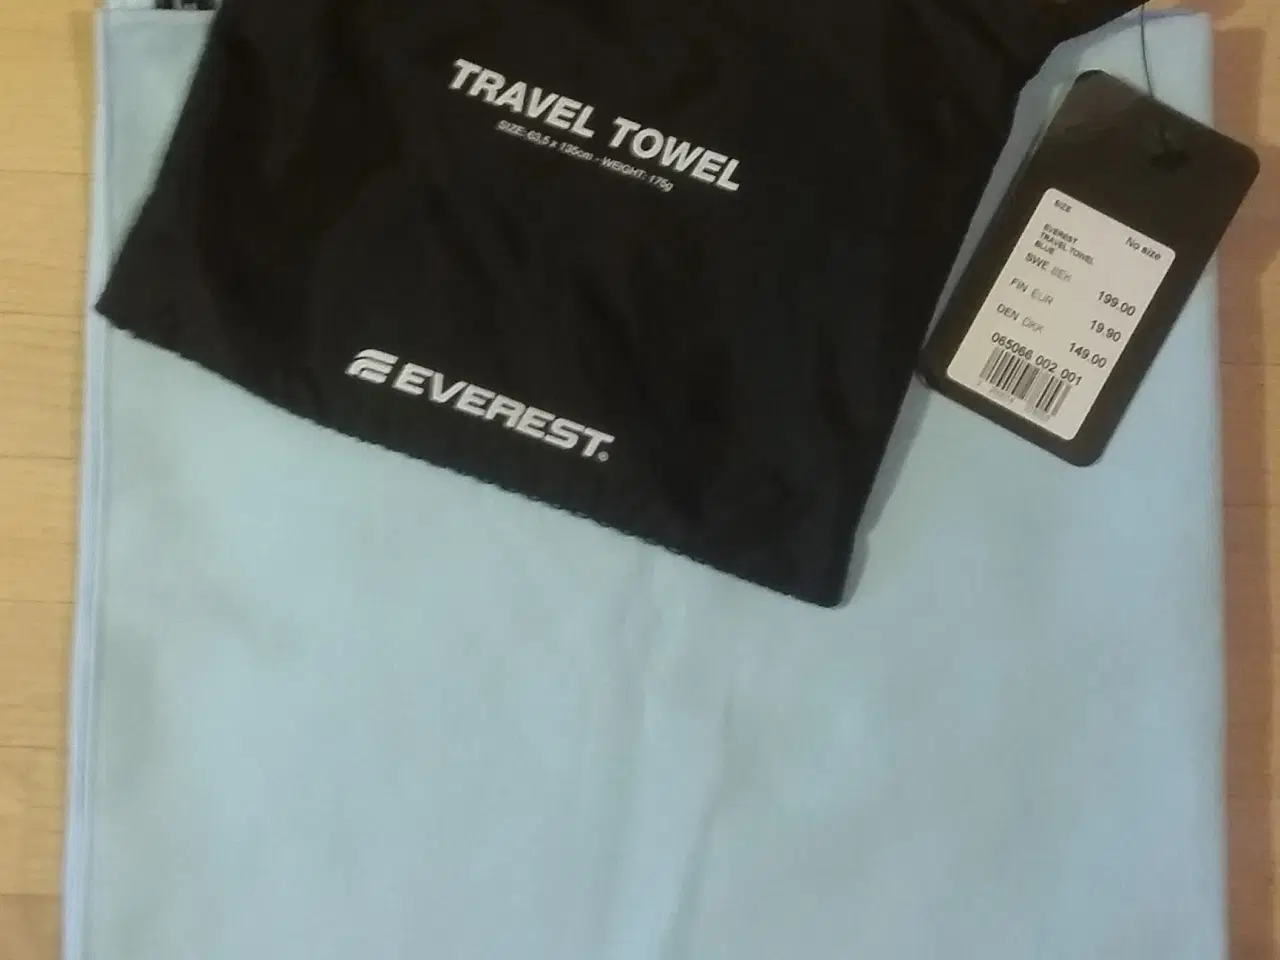 TRAVEL TOWEL
SIZE: 63,5 x 135cm - WEIGHT: 175g
EVEREST®
SIZE
No size
EVEREST
TRAVEL TOWEL
BLUE
SWE SEK 199.00
FIN EUR 19.90
DEN DKK 149.00
065066 002 001